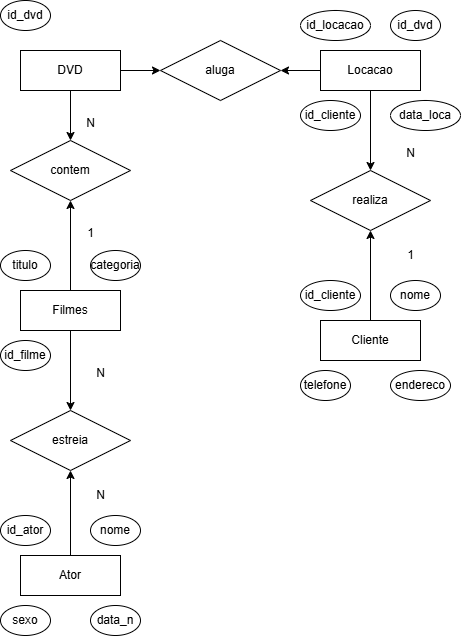 id_dvd
id_locacao
id_dvd
DVD
aluga
Locacao
id_cliente
data_loca
N
N
contem
realiza
1
1
titulo
categoria
id_cliente
nome
Filmes
Cliente
id_filme
telefone
endereco
N
estreia
N
id_ator
nome
Ator
sexo
data_n